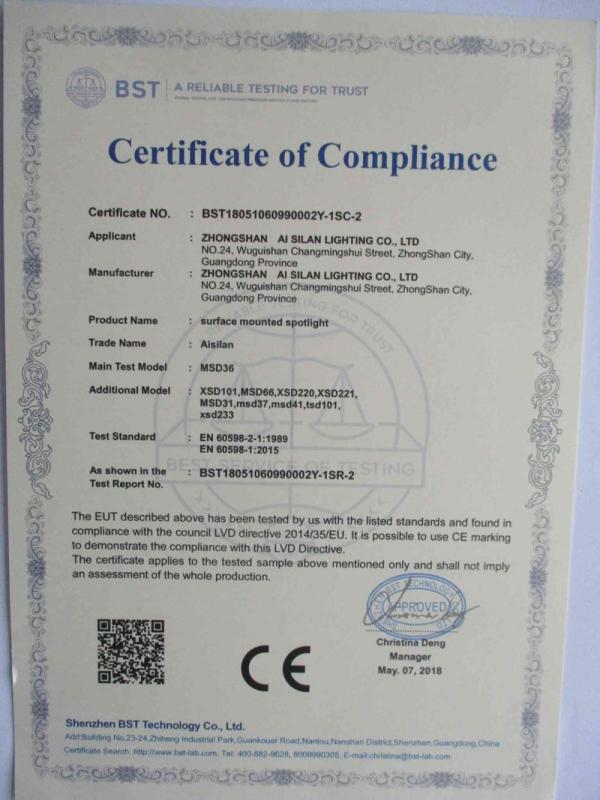 BST A RELIABLE TESTING FOR TRUST
Certificate of Compliance
Certificate NO. : BST18051060990002Y-1SC-2
Applicant : ZHONGSHAN AI SILAN LIGHTING CO., LTD
NO.24, Wuguishan Changmingshui Street, ZhongShan City,
Guangdong Province
Manufacturer : ZHONGSHAN AI SILAN LIGHTING CO., LTD
NO.24, Wuguishan Changmingshui Street, ZhongShan City,
Guangdong Province
Product Name : surface mounted spotlight
Trade Name : Aisilan
Main Test Model : MSD36
Additional Model : XSD101,MSD66,XSD220,XSD221,
MSD31,msd37,msd41,tsd101,
xsd233
Test Standard : EN 60598-2-1:1989
EN 60598-1:2015
As shown in the : BST18051060990002Y-1SR-2
Test Report No.
RELIABLE TESTING FOR TRUST
BEST SERVICE OF TESTING
The EUT described above has been tested by us with the listed standards and found in
compliance with the council LVD directive 2014/35/EU. It is possible to use CE marking
to demonstrate the compliance with this LVD Directive.
The certificate applies to the tested sample above mentioned only and shall not imply
an assessment of the whole production.
APPROVED
Christina Deng
Manager
May. 07, 2018
CE
Shenzhen BST Technology Co., Ltd.
Add:Building No.23-24,Zhiheng Industrial Park,Guankouer Road,Nantou,Nanshan District,Shenzhen,Guangdong,China
Certificate Search: http://www.bst-lab.com, Tel: 400-882-9628, 8009990305, E-mail:christina@bst-lab.com